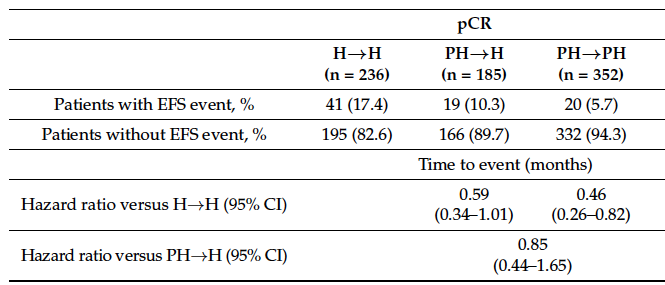 pCR
H→H PH→H PH→PH
(n = 236) (n = 185) (n = 352)
Patients with EFS event, % 41 (17.4) 19 (10.3) 20 (5.7)
Patients without EFS event, % 195 (82.6) 166 (89.7) 332 (94.3)
Time to event (months)
Hazard ratio versus H→H (95% CI) 0.59 0.46
(0.34–1.01) (0.26–0.82)
Hazard ratio versus PH→H (95% CI) 0.85
(0.44–1.65)